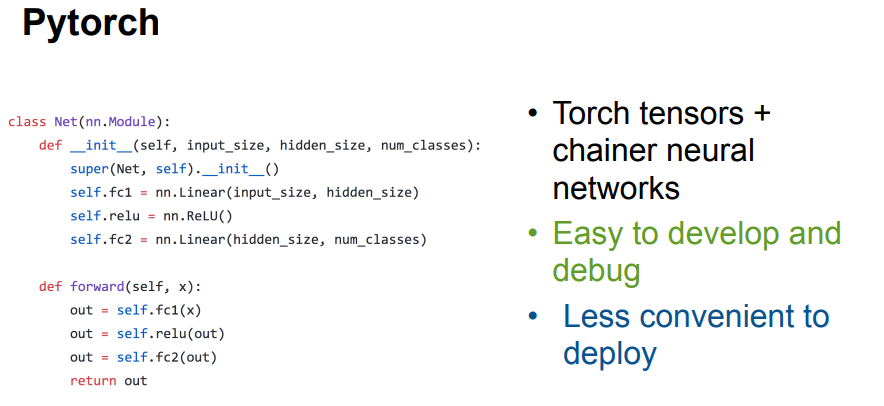 Pytorch
class Net(nn.Module):
    def __init__(self, input_size, hidden_size, num_classes):
        super(Net, self).__init__()
        self.fc1 = nn.Linear(input_size, hidden_size)
        self.relu = nn.ReLU()
        self.fc2 = nn.Linear(hidden_size, num_classes)
    def forward(self, x):
        out = self.fc1(x)
        out = self.relu(out)
        out = self.fc2(out)
        return out
• Torch tensors +
chainer neural
networks
• Easy to develop and
debug
• Less convenient to
deploy